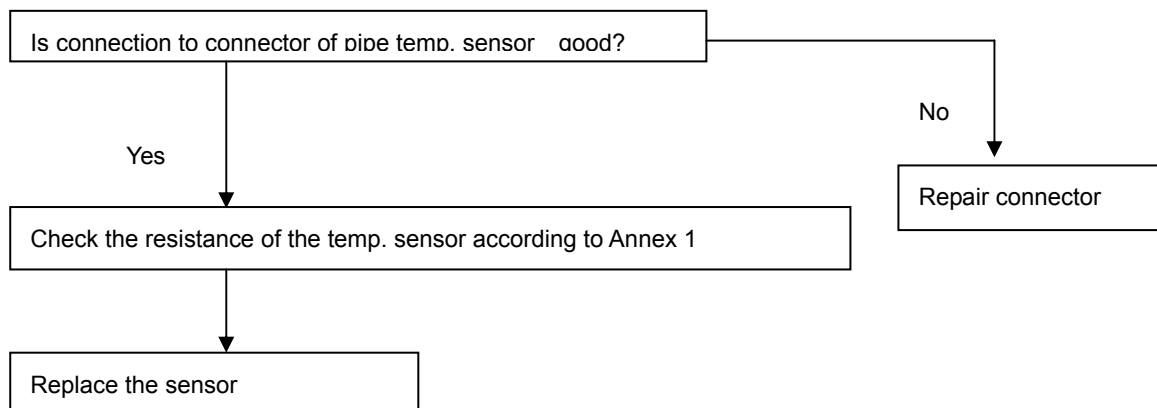 Is connection to connector of pipe temp. sensor good?
No
Yes
Repair connector
Check the resistance of the temp. sensor according to Annex 1
Replace the sensor